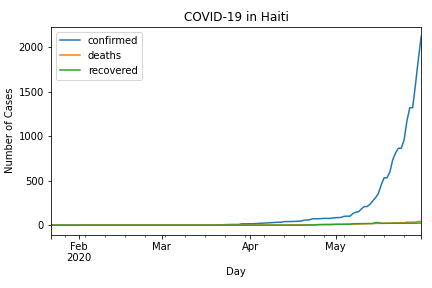 COVID-19 in Haiti
confirmed
deaths
recovered
2000
1500
1000
500
0
Number of Cases
Feb
2020
Mar
Apr
May
Day